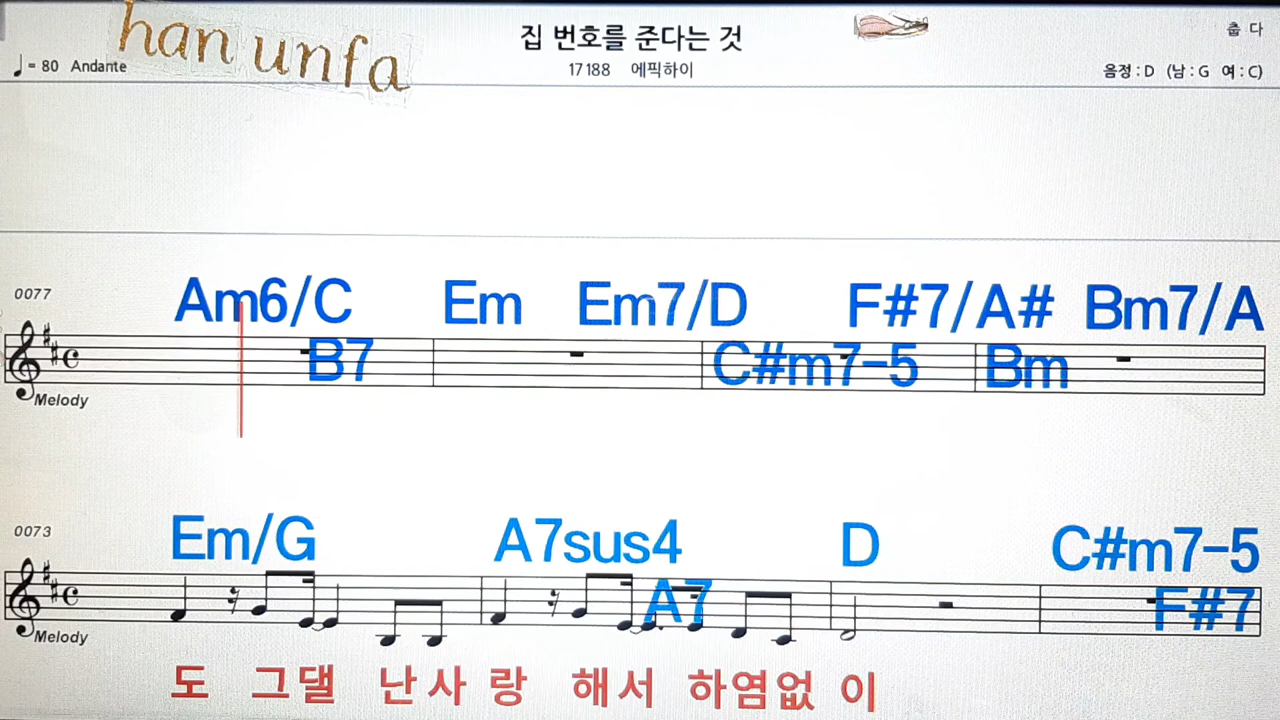 han unfa
집 번호를 준다는 것
춥 다
♩= 80 Andante
17188 에픽하이
음정 : D (남 : G 여 : C)
0077
Am6/C Em Em7/D F#7/A# Bm7/A
B7 C#m7-5 Bm
Melody
0073
Em/G A7sus4 D C#m7-5
A7 F#7
Melody
도 그댈 난사 랑 해서 하염없 이